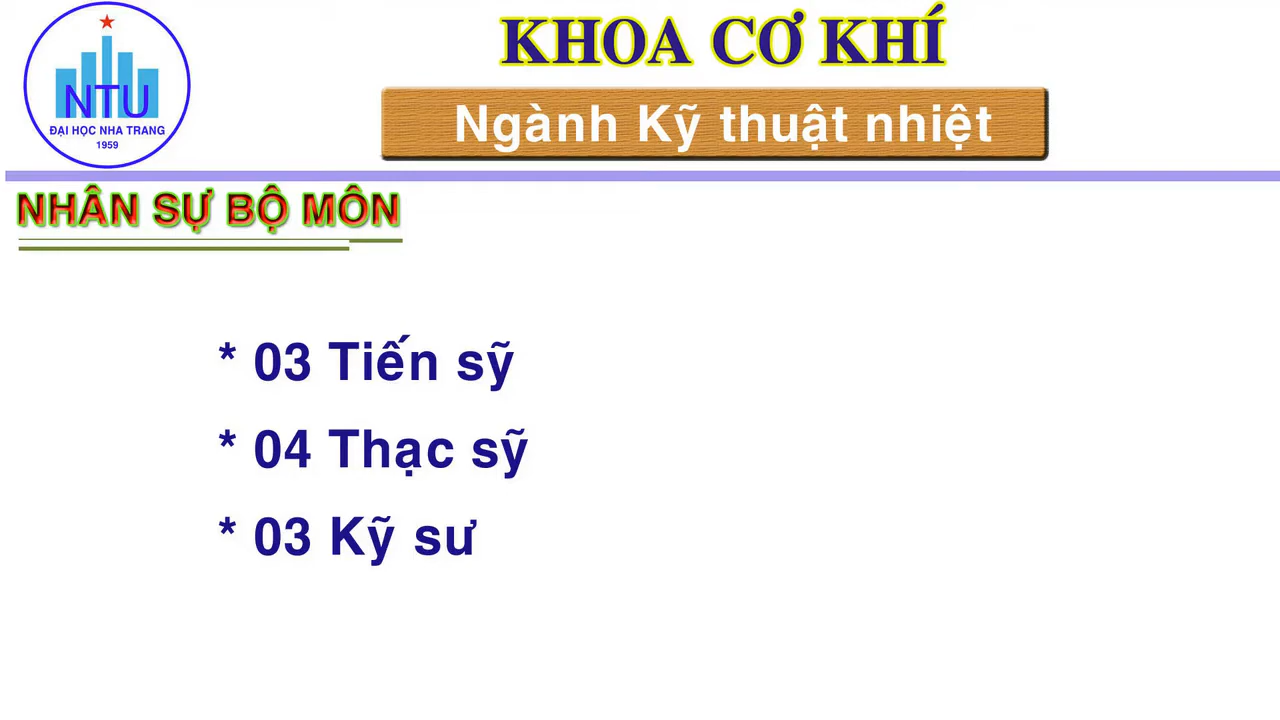 NTU
ĐẠI HỌC NHA TRANG
1959
KHOA CƠ KHÍ
Ngành Kỹ thuật nhiệt
NHÂN SỰ BỘ MÔN
* 03 Tiến sỹ
* 04 Thạc sỹ
* 03 Kỹ sư